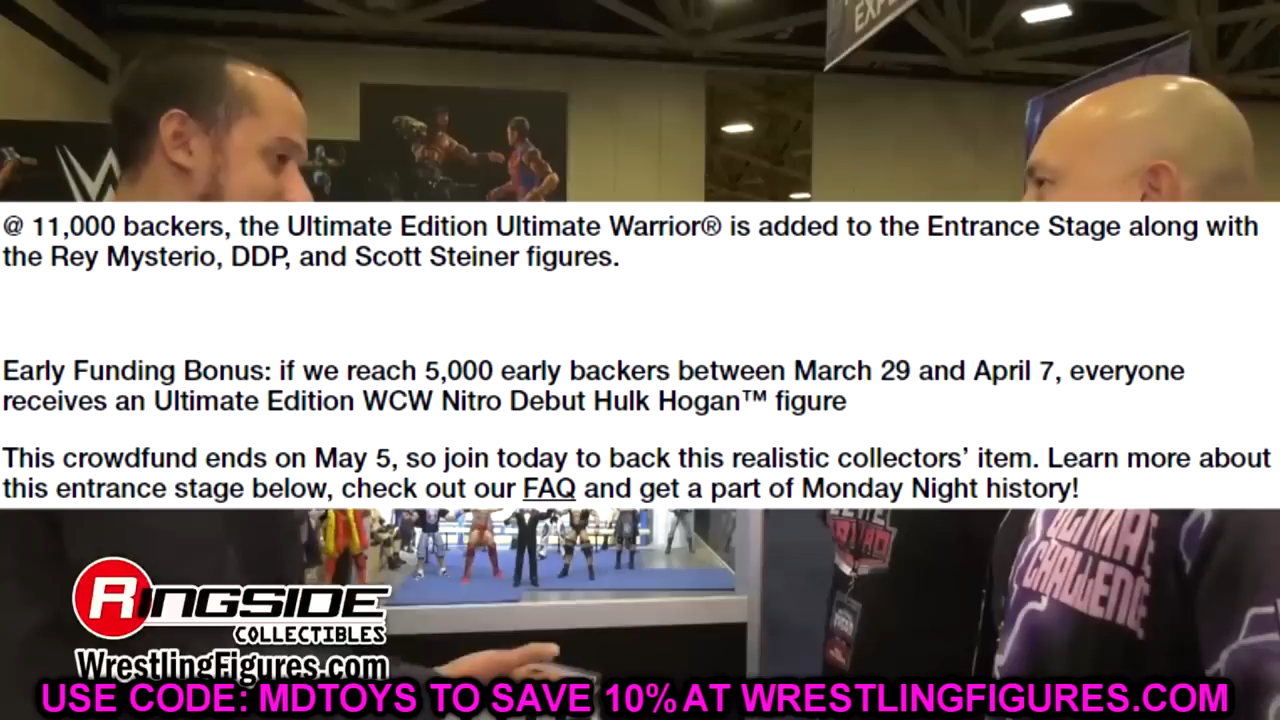 EXPE
W
@ 11,000 backers, the Ultimate Edition Ultimate Warrior® is added to the Entrance Stage along with
the Rey Mysterio, DDP, and Scott Steiner figures.
Early Funding Bonus: if we reach 5,000 early backers between March 29 and April 7, everyone
receives an Ultimate Edition WCW Nitro Debut Hulk Hogan™ figure
This crowdfund ends on May 5, so join today to back this realistic collectors’ item. Learn more about
this entrance stage below, check out our FAQ and get a part of Monday Night history!
ULTIMATE
CHALLENGE
RINGSIDE
COLLECTIBLES
WrestlingFigures.com
USE CODE: MDTOYS TO SAVE 10% AT WRESTLINGFIGURES.COM